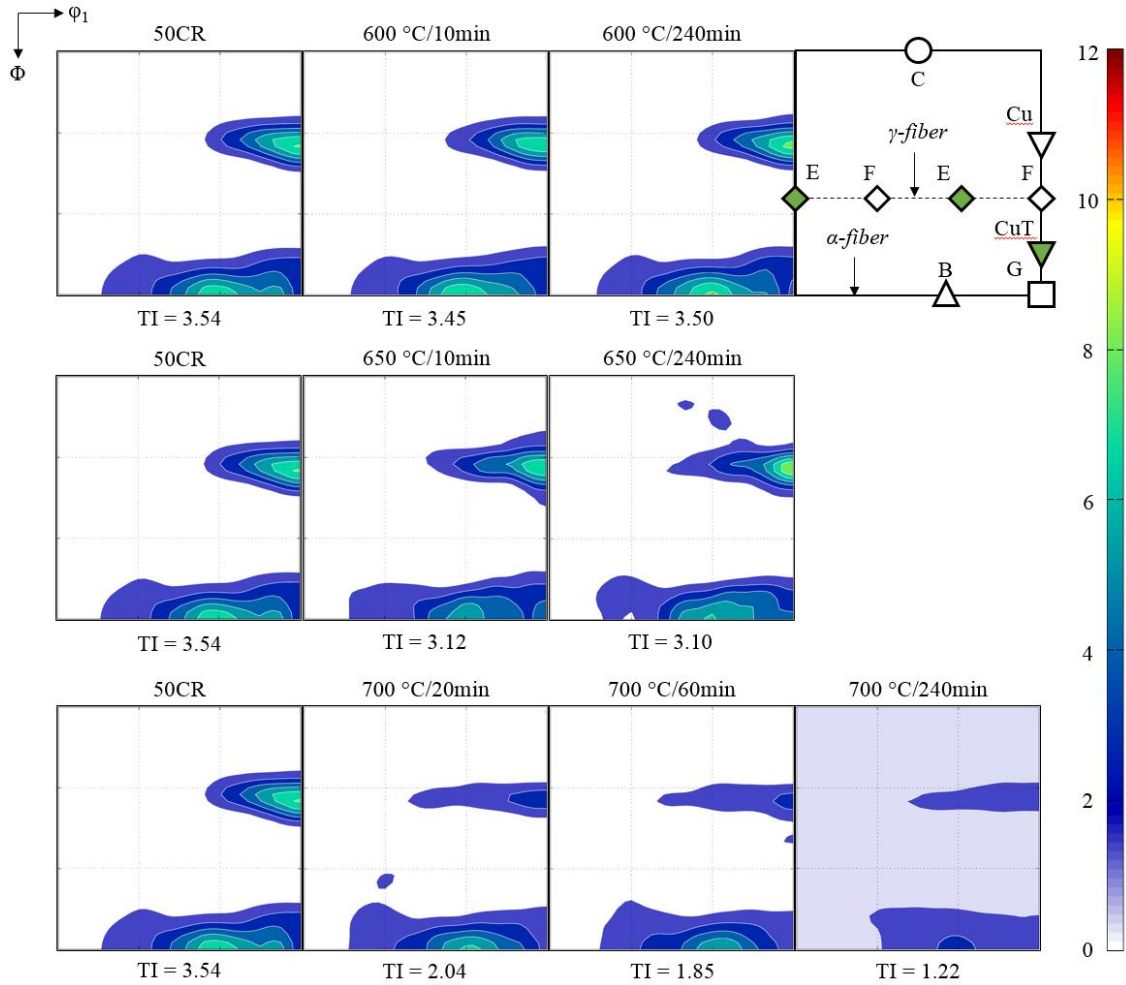 φ1
Φ
50CR
600 °C/10min
600 °C/240min
C
Cu
γ-fiber
E
F
E
F
CuT
α-fiber
B
G
TI = 3.54
TI = 3.45
TI = 3.50
50CR
650 °C/10min
650 °C/240min
TI = 3.54
TI = 3.12
TI = 3.10
50CR
700 °C/20min
700 °C/60min
700 °C/240min
TI = 3.54
TI = 2.04
TI = 1.85
TI = 1.22
12
10
8
6
4
2
0